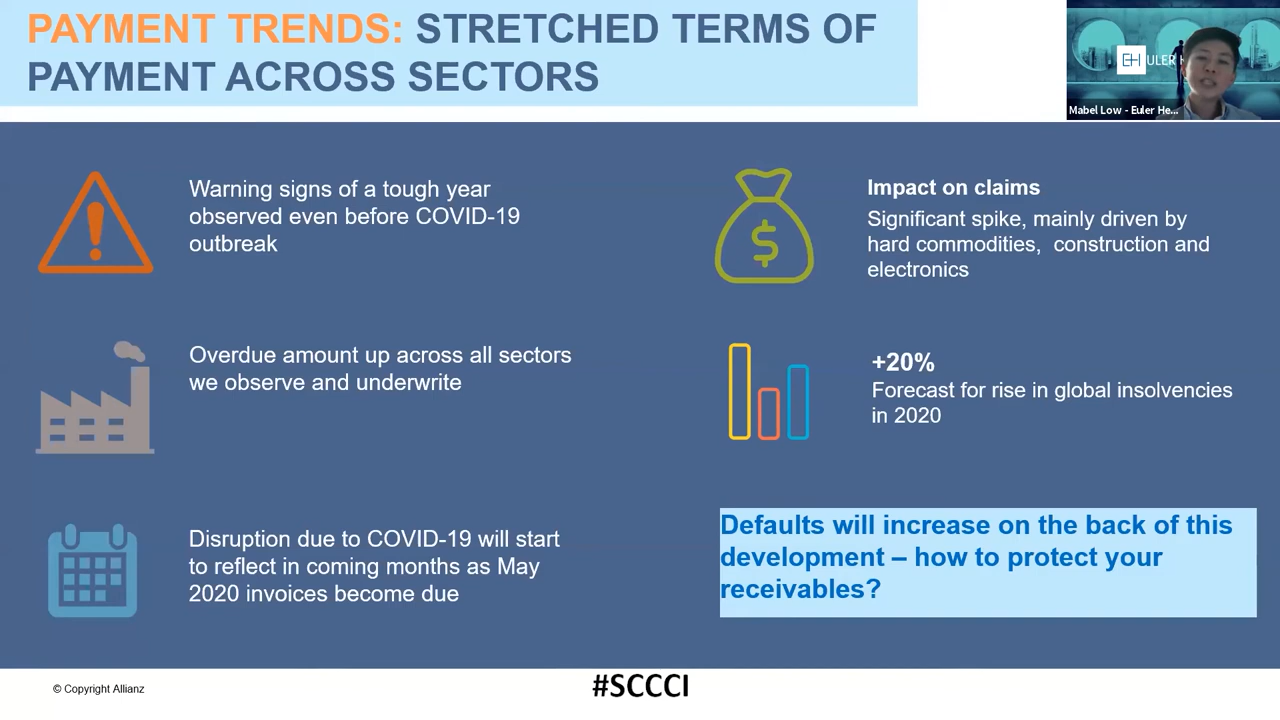 PAYMENT TRENDS: STRETCHED TERMS OF
PAYMENT ACROSS SECTORS
EH ULER H
Mabel Low - Euler He...
Warning signs of a tough year
observed even before COVID-19
outbreak
Impact on claims
Significant spike, mainly driven by
hard commodities,  construction and
electronics
$
Overdue amount up across all sectors
we observe and underwrite
+20%
Forecast for rise in global insolvencies
in 2020
Disruption due to COVID-19 will start
to reflect in coming months as May
2020 invoices become due
Defaults will increase on the back of this
development – how to protect your
receivables?
© Copyright Allianz
#SCCCI